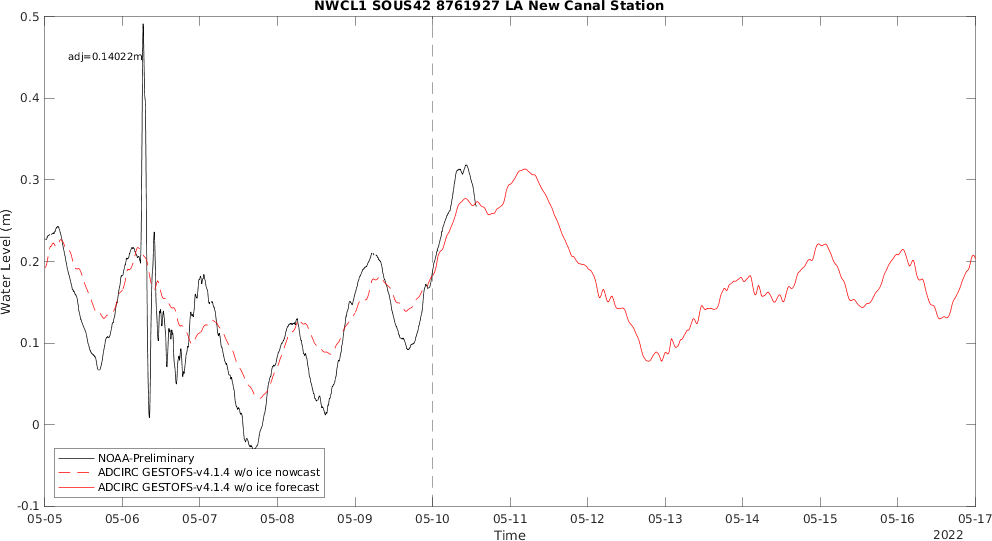 NWCL1 SOUS42 8761927 LA New Canal Station
0.5
adj=0.14022m
0.4
0.3
0.2
0.1
0
-0.1
Water Level (m)
NOAA-Preliminary
ADCIRC GESTOFS-v4.1.4 w/o ice nowcast
ADCIRC GESTOFS-v4.1.4 w/o ice forecast
05-05 05-06 05-07 05-08 05-09 05-10 05-11 05-12 05-13 05-14 05-15 05-16 05-17
Time
2022